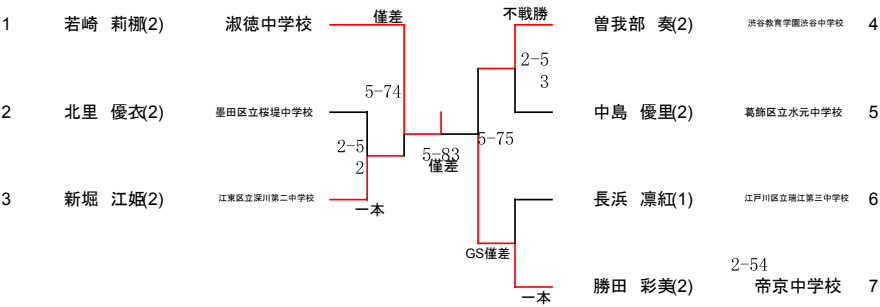 1 若崎 莉棚(2) 淑徳中学校
2 北里 優衣(2) 墨田区立桜堤中学校
3 新堀 江姫(2) 江東区立深川第二中学校
僅差
5-74
2-5
2
一本
5-83
僅差
不戦勝
2-5
3
5-75
GS僅差
一本
曽我部 奏(2) 渋谷教育学園渋谷中学校 4
中島 優里(2) 葛飾区立水元中学校 5
長浜 凛紅(1) 江戸川区立瑞江第三中学校 6
2-54
勝田 彩美(2) 帝京中学校 7